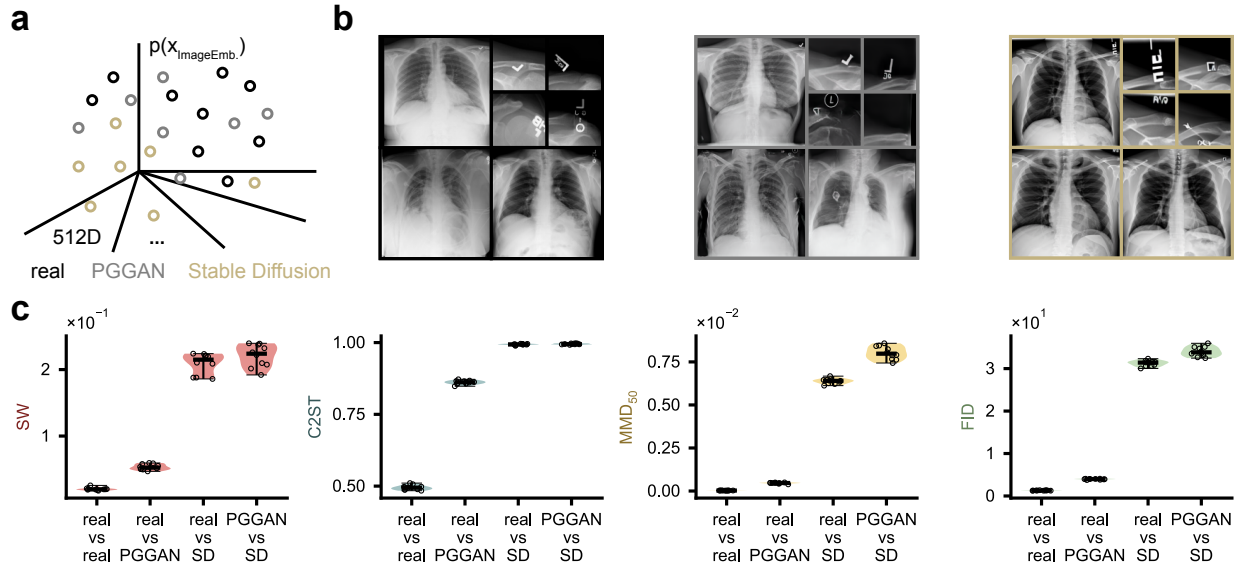 a
p(x_ImageEmb.)
512D
...
real PGGAN Stable Diffusion
b
L
L
c
×10⁻¹
SW
2
1
real vs real
real vs PGGAN
real vs SD
PGGAN vs SD
C2ST
1.00
0.75
0.50
real vs real
real vs PGGAN
real vs SD
PGGAN vs SD
×10⁻²
MMD₅₀
0.75
0.50
0.25
0.00
real vs real
real vs PGGAN
real vs SD
PGGAN vs SD
×10¹
FID
3
2
1
0
real vs real
real vs PGGAN
real vs SD
PGGAN vs SD